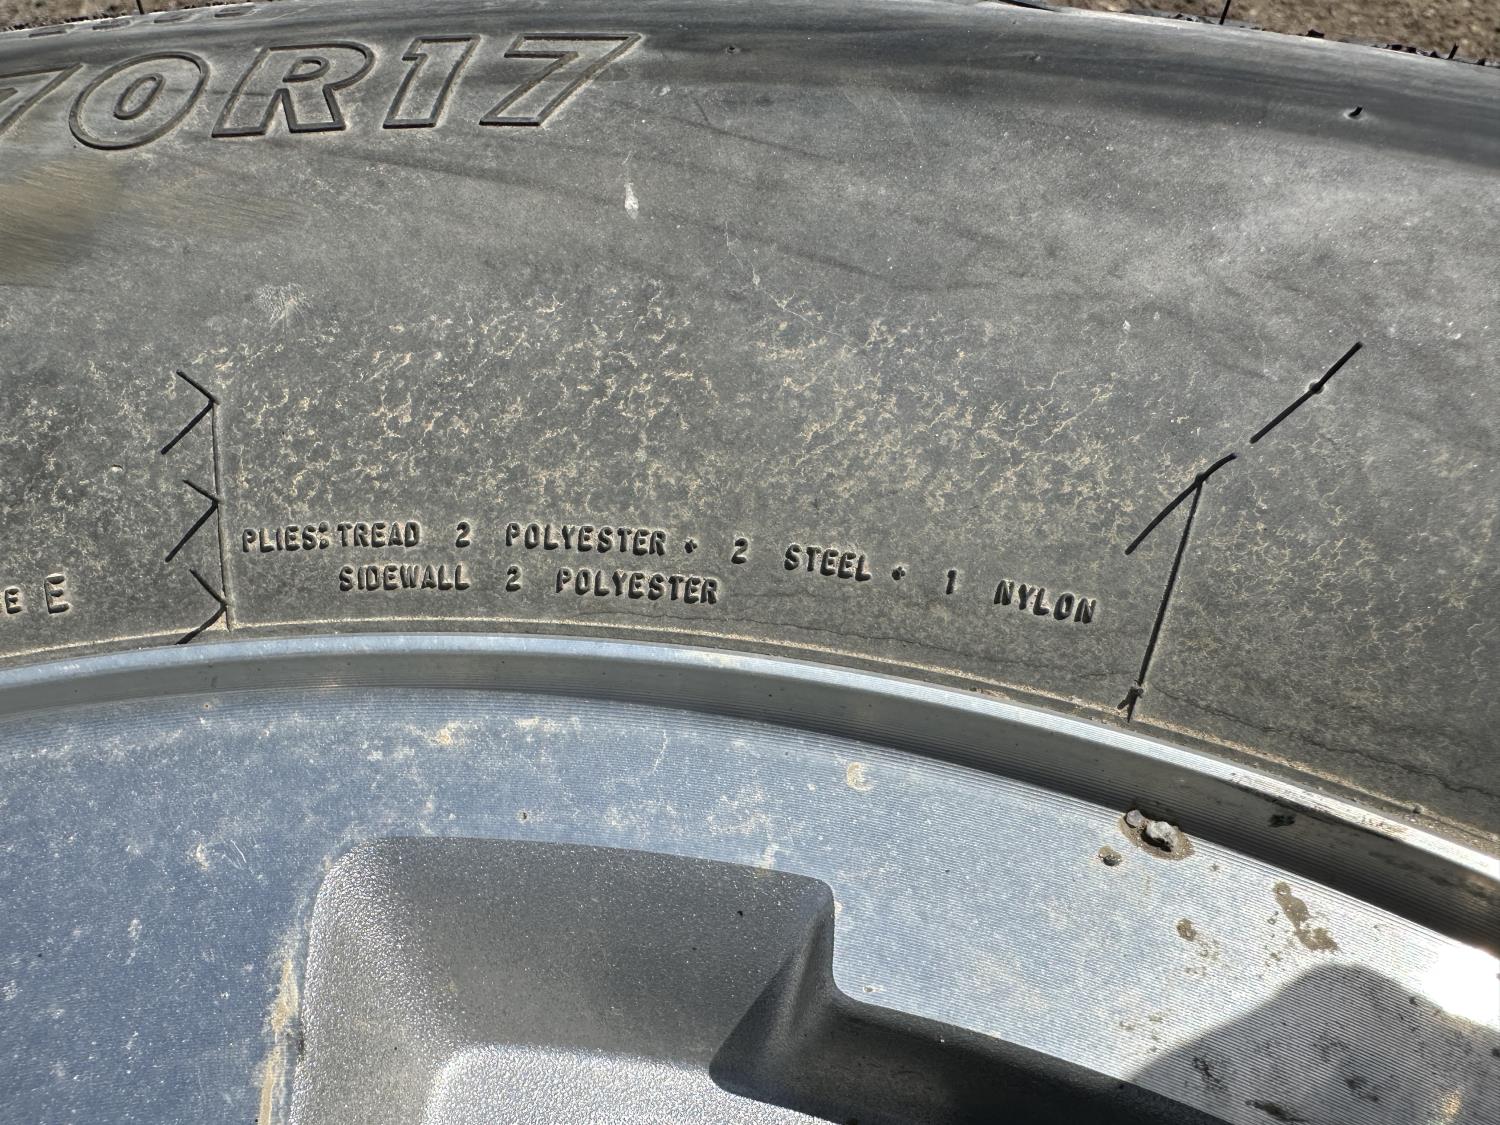 70R17
PLIES: TREAD 2 POLYESTER + 2 STEEL + 1 NYLON
SIDEWALL 2 POLYESTER
E